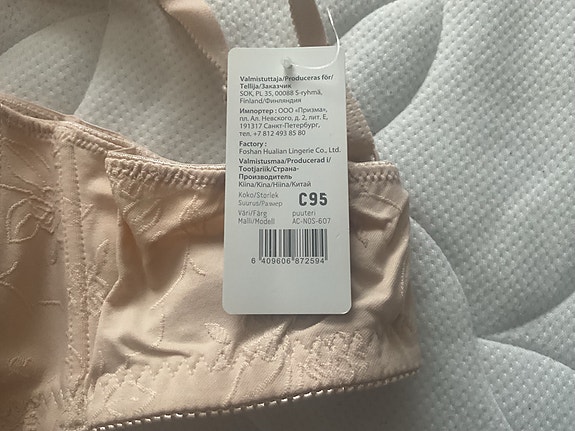 Valmistuttaja/Produceras för/
Tellija/Заказчик
SOK, PL 35, 00088 S-ryhmä,
Finland/Финляндия
Импортер : ООО «Призма»,
пл. Ал. Невского, д. 2, лит. Е,
191317 Санкт-Петербург,
тел. +7 812 493 85 80
Factory :
Foshan Hualian Lingerie Co., Ltd.
Valmistusmaa/Producerad i/
Tootjariik/Страна-
Производитель
Kiina/Kina/Hiina/Китай
Koko/Storlek
Suurus/Размер C95
Väri/Färg puuteri
Malli/Modell AC-NOS-607
6 409606 872594